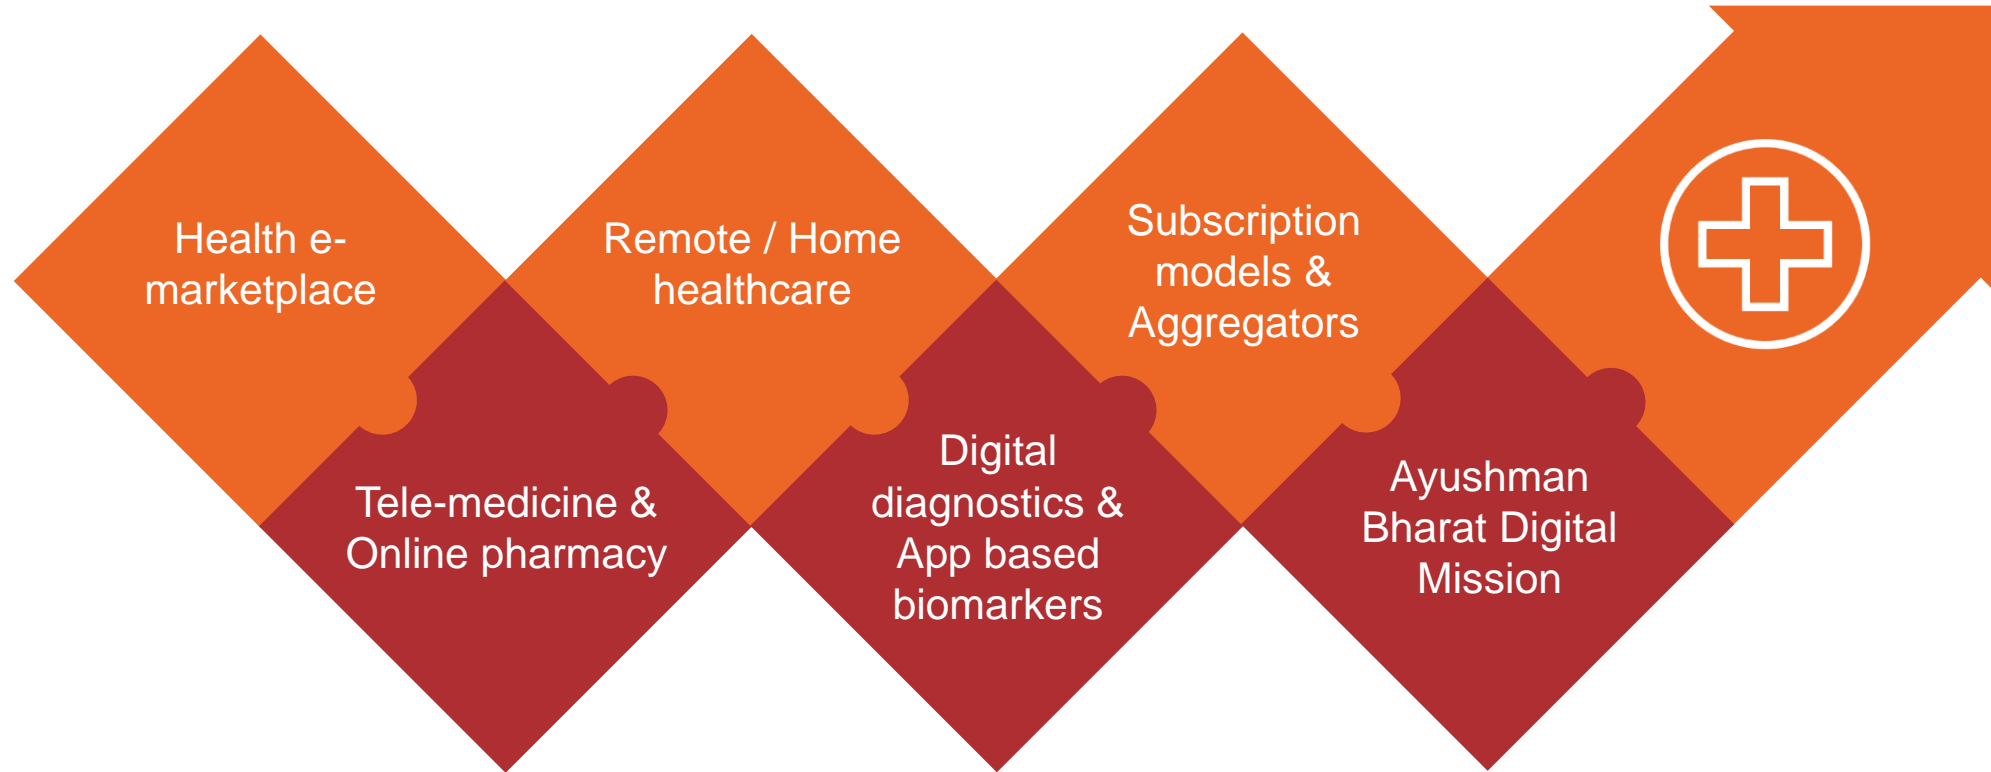 Health e-
marketplace
Tele-medicine &
Online pharmacy
Remote / Home
healthcare
Digital
diagnostics &
App based
biomarkers
Subscription
models &
Aggregators
Ayushman
Bharat Digital
Mission